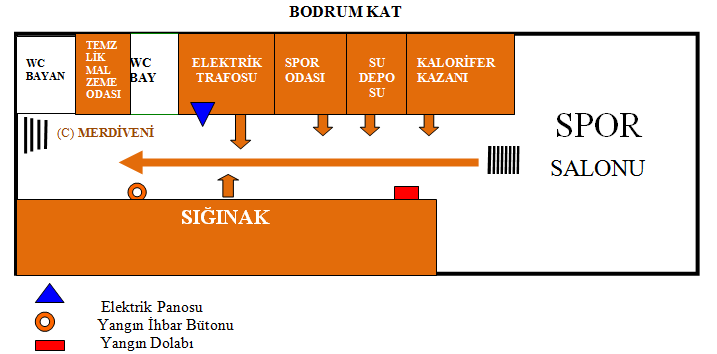 BODRUM KAT
WC
BAYAN
TEMZ
LİK
MAL
ZEME
ODASI
WC
BAY
ELEKTRİK
TRAFOSU
SPOR
ODASI
SU
DEPO
SU
KALORİFER
KAZANI
(C) MERDİVENİ
SPOR
SALONU
SIĞINAK
Elektrik Panosu
Yangın İhbar Bütonu
Yangın Dolabı